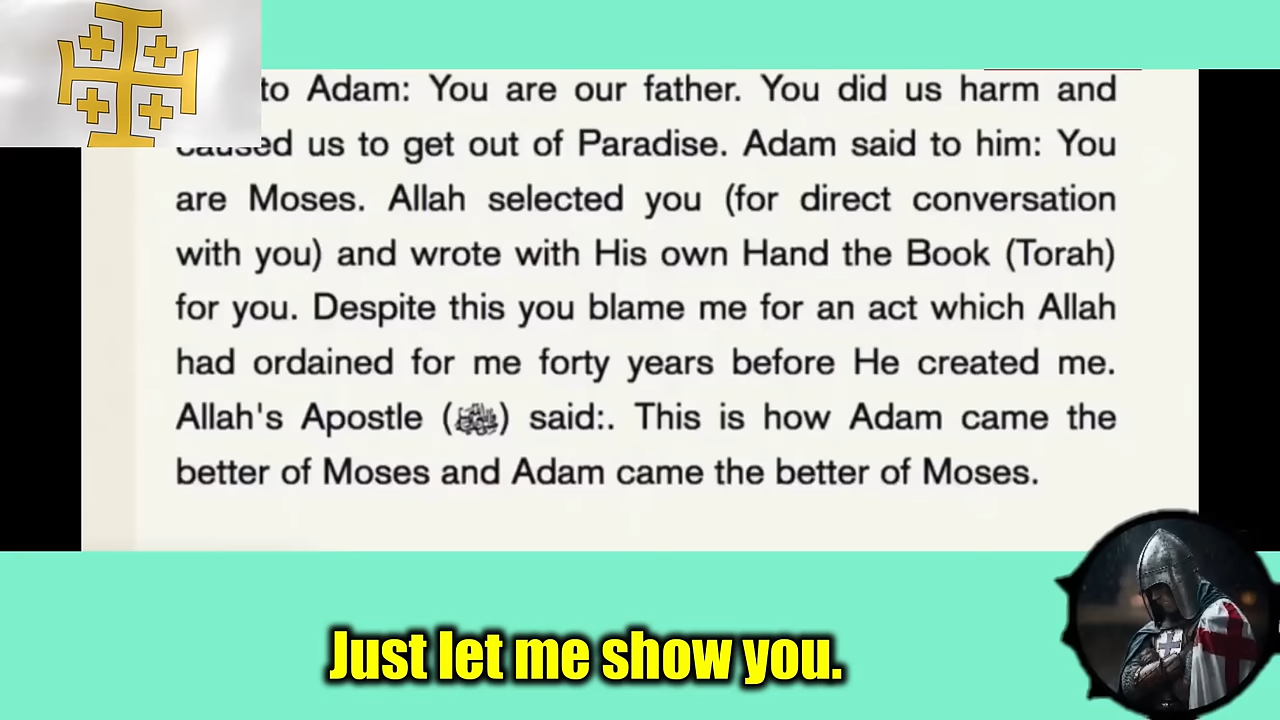 to Adam: You are our father. You did us harm and
caused us to get out of Paradise. Adam said to him: You
are Moses. Allah selected you (for direct conversation
with you) and wrote with His own Hand the Book (Torah)
for you. Despite this you blame me for an act which Allah
had ordained for me forty years before He created me.
Allah's Apostle (ﷺ) said:. This is how Adam came the
better of Moses and Adam came the better of Moses.
Just let me show you.